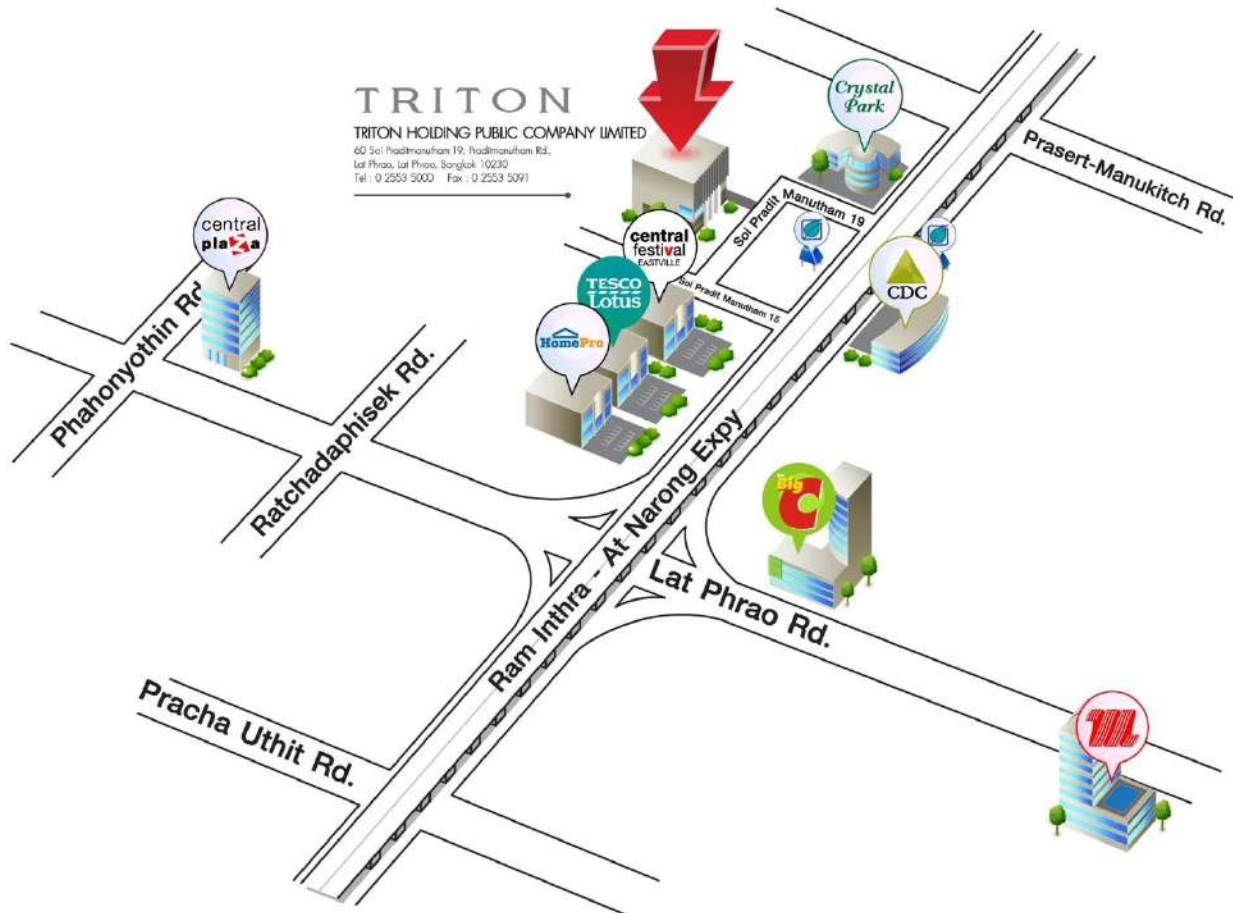 TRITON
TRITON HOLDING PUBLIC COMPANY LIMITED
60 Soi Praditmanutham 19, Praditmanutham Rd.,
Lat Phrao, Lat Phrao, Bangkok 10230
Tel : 0 2553 5000 Fax : 0 2553 5091
Crystal
Park
Prasert-Manukitch Rd.
Soi Pradit Manutham 19
central
plaza
central
festival
EASTVILLE
TESCO
Lotus
Soi Pradit Manutham 15
CDC
HomePro
Phahonyothin Rd.
Ratchadaphisek Rd.
Big
C
Ram Inthra - At Narong Expy
Lat Phrao Rd.
Pracha Uthit Rd.